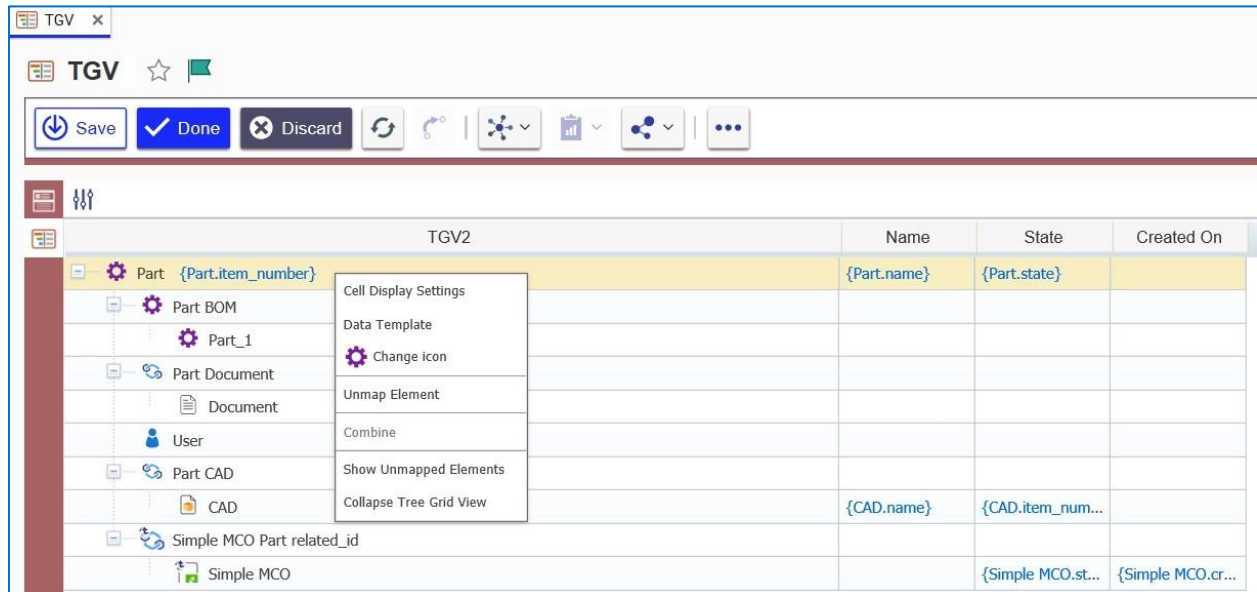 TGV
TGV
Save Done Discard
TGV2 Name State Created On
Part {Part.item_number} {Part.name} {Part.state}
Part BOM
Part_1
Part Document
Document
User
Part CAD
CAD {CAD.name} {CAD.item_num...
Simple MCO Part related_id
Simple MCO {Simple MCO.st... {Simple MCO.cr...
Cell Display Settings
Data Template
Change icon
Unmap Element
Combine
Show Unmapped Elements
Collapse Tree Grid View